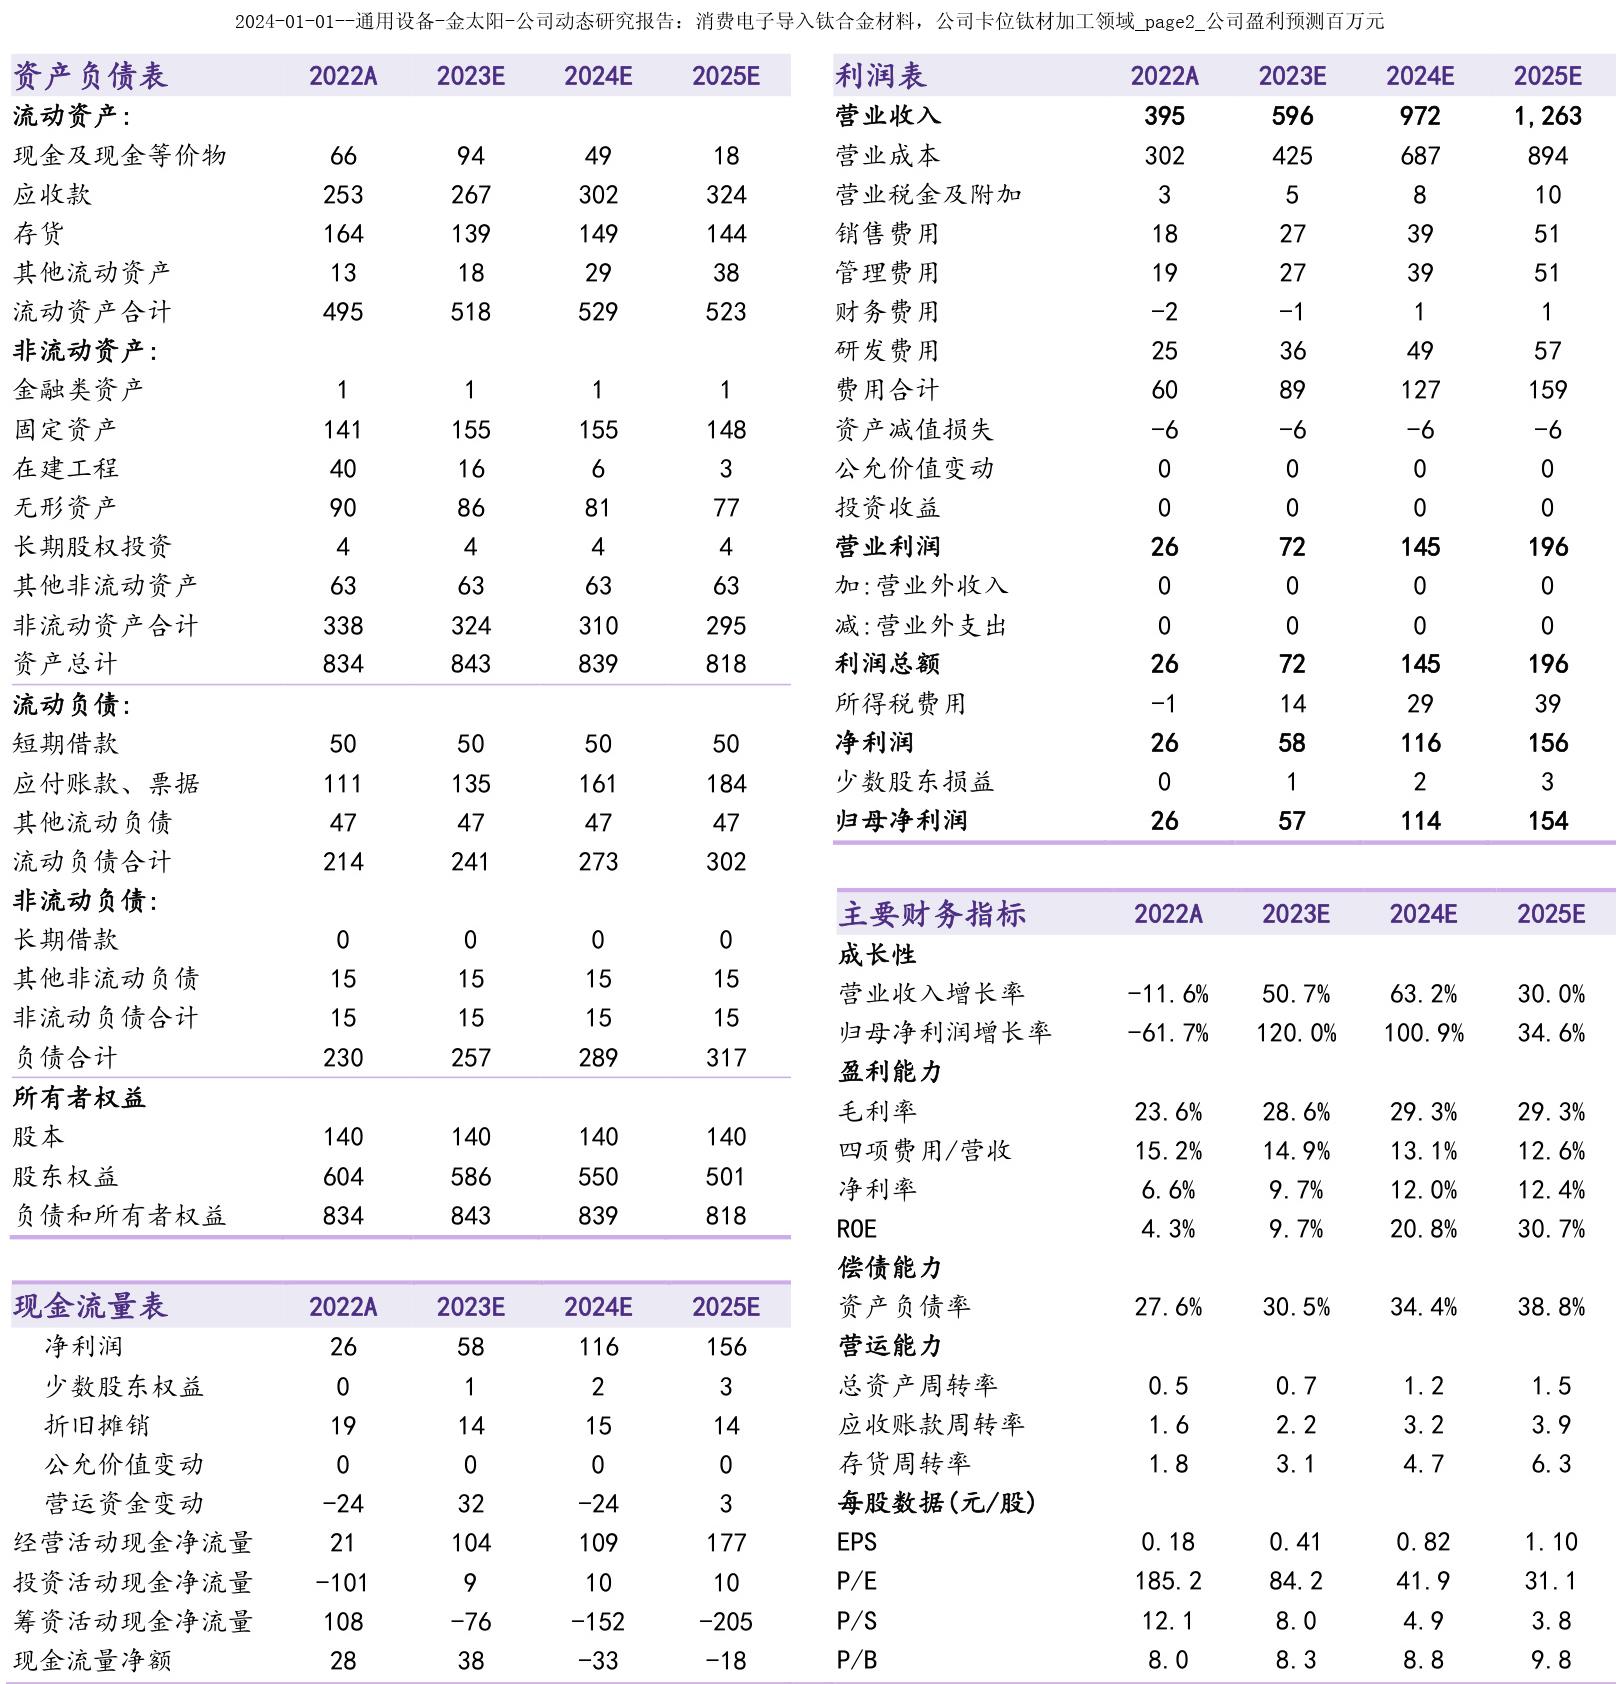 2024-01-01--通用设备-金太阳-公司动态研究报告：消费电子导入钛合金材料，公司卡位钛材加工领域_page2_公司盈利预测百万元
资产负债表 2022A 2023E 2024E 2025E
流动资产:
现金及现金等价物 66 94 49 18
应收款 253 267 302 324
存货 164 139 149 144
其他流动资产 13 18 29 38
流动资产合计 495 518 529 523
非流动资产:
金融类资产 1 1 1 1
固定资产 141 155 155 148
在建工程 40 16 6 3
无形资产 90 86 81 77
长期股权投资 4 4 4 4
其他非流动资产 63 63 63 63
非流动资产合计 338 324 310 295
资产总计 834 843 839 818
流动负债:
短期借款 50 50 50 50
应付账款、票据 111 135 161 184
其他流动负债 47 47 47 47
流动负债合计 214 241 273 302
非流动负债:
长期借款 0 0 0 0
其他非流动负债 15 15 15 15
非流动负债合计 15 15 15 15
负债合计 230 257 289 317
所有者权益
股本 140 140 140 140
股东权益 604 586 550 501
负债和所有者权益 834 843 839 818
现金流量表 2022A 2023E 2024E 2025E
净利润 26 58 116 156
少数股东权益 0 1 2 3
折旧摊销 19 14 15 14
公允价值变动 0 0 0 0
营运资金变动 -24 32 -24 3
经营活动现金净流量 21 104 109 177
投资活动现金净流量 -101 9 10 10
筹资活动现金净流量 108 -76 -152 -205
现金流量净额 28 38 -33 -18
利润表 2022A 2023E 2024E 2025E
营业收入 395 596 972 1,263
营业成本 302 425 687 894
营业税金及附加 3 5 8 10
销售费用 18 27 39 51
管理费用 19 27 39 51
财务费用 -2 -1 1 1
研发费用 25 36 49 57
费用合计 60 89 127 159
资产减值损失 -6 -6 -6 -6
公允价值变动 0 0 0 0
投资收益 0 0 0 0
营业利润 26 72 145 196
加:营业外收入 0 0 0 0
减:营业外支出 0 0 0 0
利润总额 26 72 145 196
所得税费用 -1 14 29 39
净利润 26 58 116 156
少数股东损益 0 1 2 3
归母净利润 26 57 114 154
主要财务指标 2022A 2023E 2024E 2025E
成长性
营业收入增长率 -11.6% 50.7% 63.2% 30.0%
归母净利润增长率 -61.7% 120.0% 100.9% 34.6%
盈利能力
毛利率 23.6% 28.6% 29.3% 29.3%
四项费用/营收 15.2% 14.9% 13.1% 12.6%
净利率 6.6% 9.7% 12.0% 12.4%
ROE 4.3% 9.7% 20.8% 30.7%
偿债能力
资产负债率 27.6% 30.5% 34.4% 38.8%
营运能力
总资产周转率 0.5 0.7 1.2 1.5
应收账款周转率 1.6 2.2 3.2 3.9
存货周转率 1.8 3.1 4.7 6.3
每股数据(元/股)
EPS 0.18 0.41 0.82 1.10
P/E 185.2 84.2 41.9 31.1
P/S 12.1 8.0 4.9 3.8
P/B 8.0 8.3 8.8 9.8